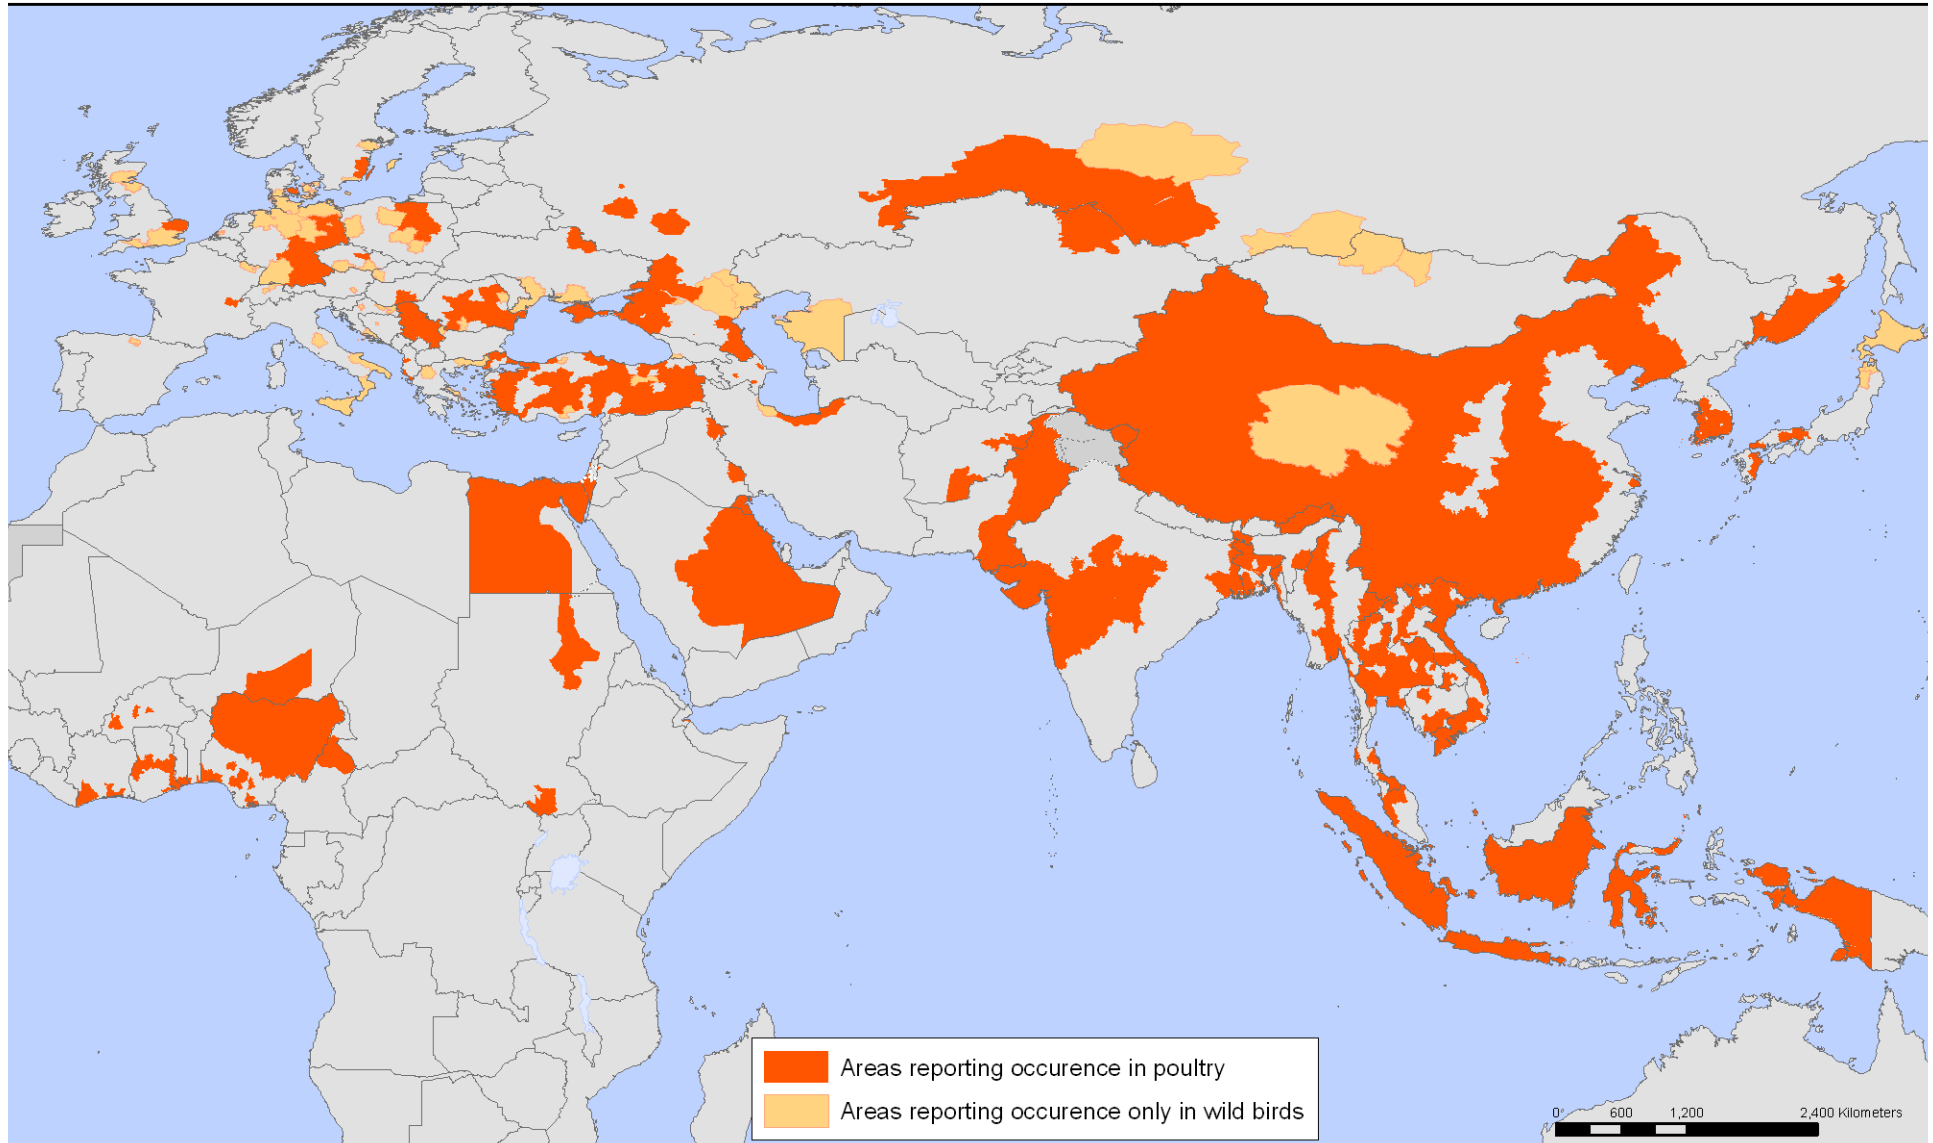 Areas reporting occurence in poultry
Areas reporting occurence only in wild birds
0 600 1,200 2,400 Kilometers